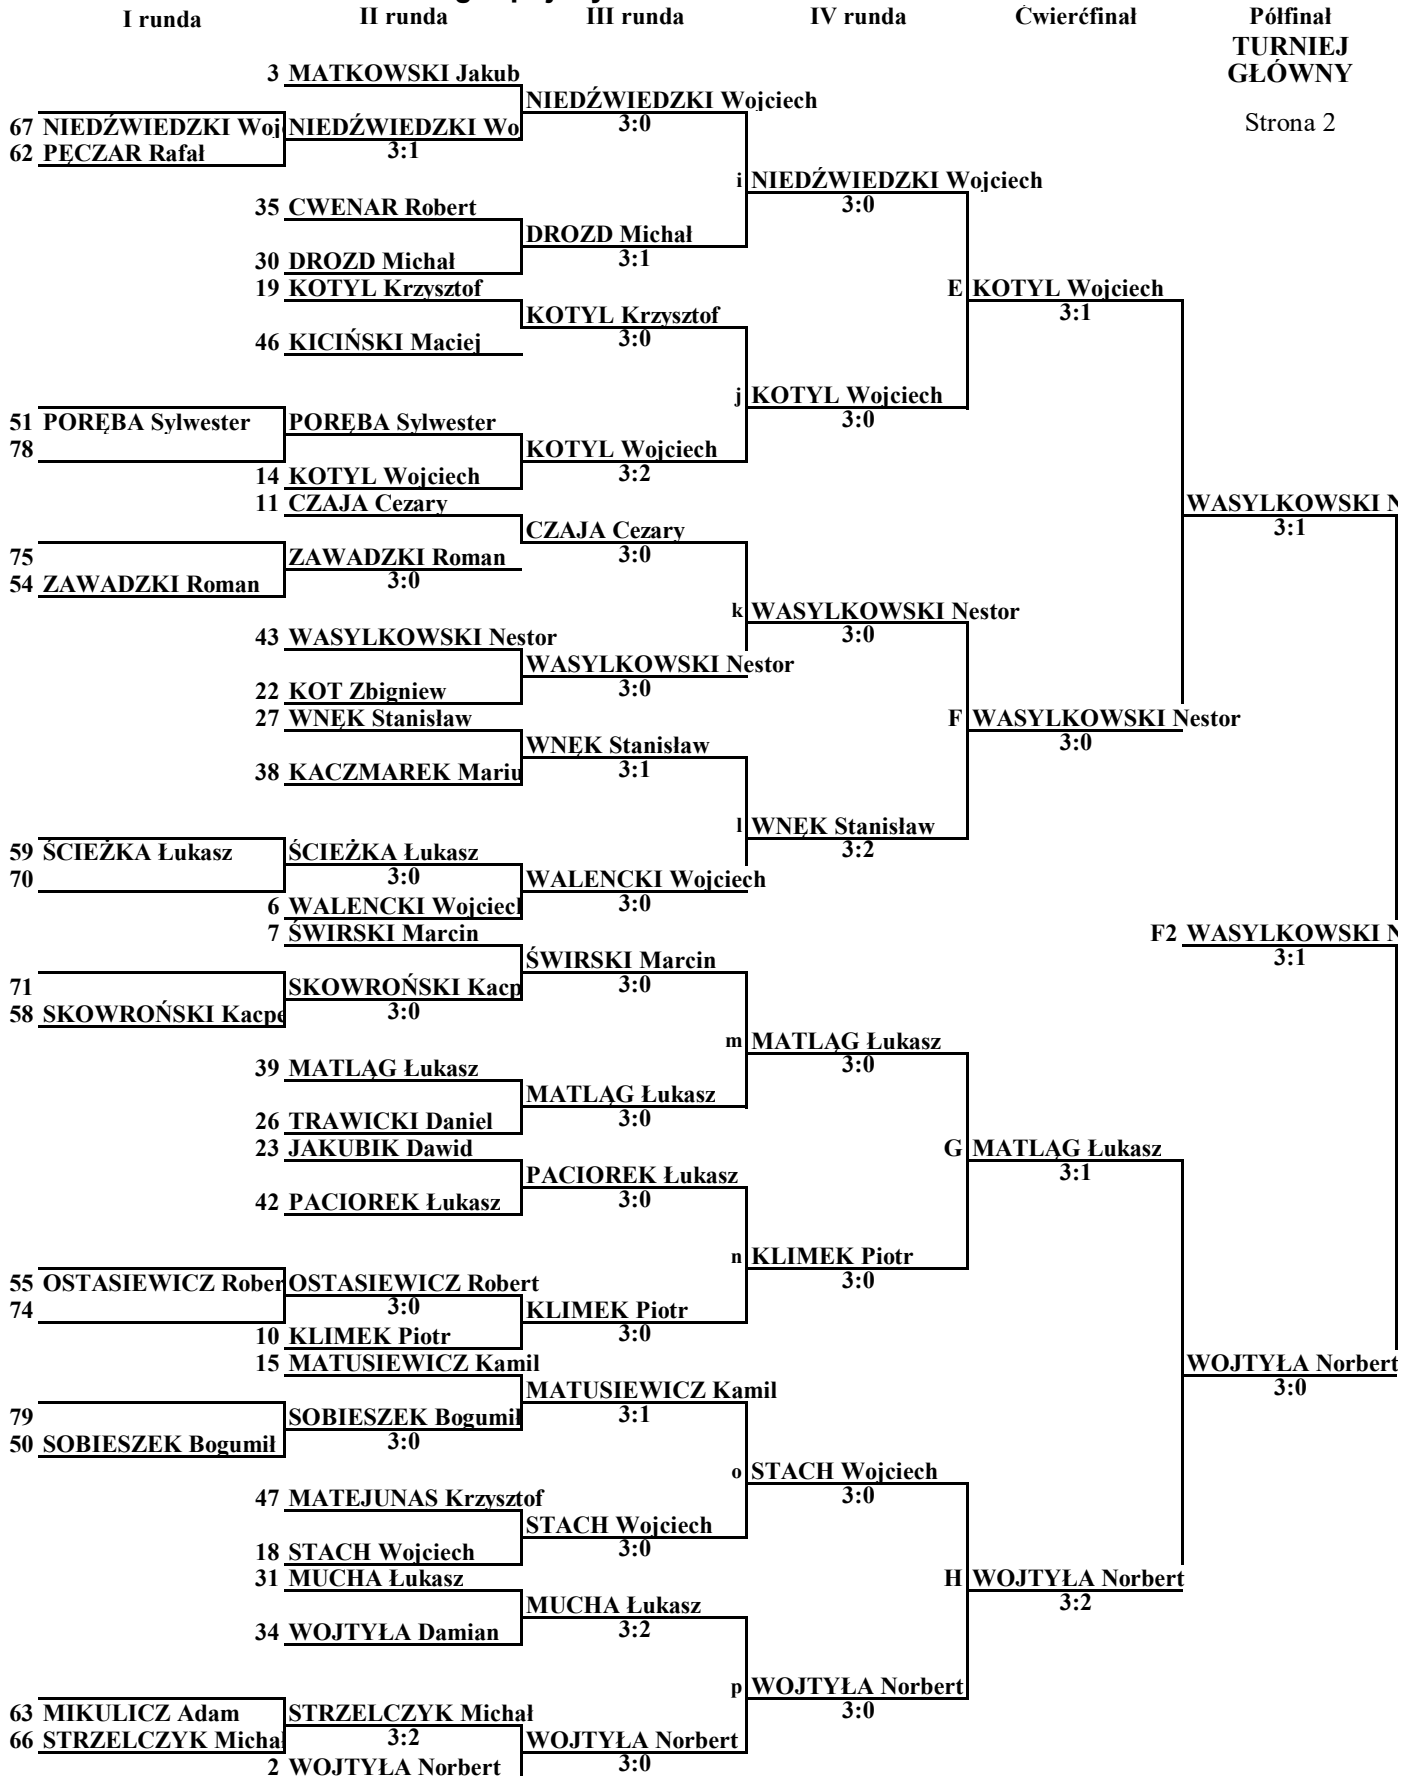 I runda II runda III runda IV runda Ćwierćfinał Półfinał
TURNIEJ
GŁÓWNY
3 MATKOWSKI Jakub
NIEDŹWIEDZKI Wojciech
67 NIEDŹWIEDZKI Woj NIEDŹWIEDZKI Wo 3:0 Strona 2
62 PĘCZAR Rafał 3:1
i NIEDŹWIEDZKI Wojciech
35 CWENAR Robert 3:0
DROZD Michał
30 DROZD Michał 3:1
19 KOTYL Krzysztof E KOTYL Wojciech
KOTYL Krzysztof 3:1
46 KICIŃSKI Maciej 3:0
j KOTYL Wojciech
51 PORĘBA Sylwester PORĘBA Sylwester 3:0
78 KOTYL Wojciech
14 KOTYL Wojciech 3:2
11 CZAJA Cezary WASYLKOWSKI N
CZAJA Cezary 3:1
75 ZAWADZKI Roman 3:0
54 ZAWADZKI Roman 3:0
k WASYLKOWSKI Nestor
43 WASYLKOWSKI Nestor 3:0
WASYLKOWSKI Nestor
22 KOT Zbigniew 3:0
27 WNĘK Stanisław F WASYLKOWSKI Nestor
WNĘK Stanisław 3:0
38 KACZMAREK Mariu 3:1
l WNĘK Stanisław
59 ŚCIEŻKA Łukasz ŚCIEŻKA Łukasz 3:2
70 3:0 WALENCKI Wojciech
6 WALENCKI Wojciech 3:0
7 ŚWIRSKI Marcin F2 WASYLKOWSKI N
ŚWIRSKI Marcin 3:1
71 SKOWROŃSKI Kacp 3:0
58 SKOWROŃSKI Kacpe 3:0
m MATLĄG Łukasz
39 MATLĄG Łukasz 3:0
MATLĄG Łukasz
26 TRAWICKI Daniel 3:0
23 JAKUBIK Dawid G MATLĄG Łukasz
PACIOREK Łukasz 3:1
42 PACIOREK Łukasz 3:0
n KLIMEK Piotr
55 OSTASIEWICZ Rober OSTASIEWICZ Robert 3:0
74 3:0 KLIMEK Piotr
10 KLIMEK Piotr 3:0
15 MATUSIEWICZ Kamil WOJTYŁA Norbert
MATUSIEWICZ Kamil 3:0
79 SOBIESZEK Bogumił 3:1
50 SOBIESZEK Bogumił 3:0
o STACH Wojciech
47 MATEJUNAS Krzysztof 3:0
STACH Wojciech
18 STACH Wojciech 3:0
31 MUCHA Łukasz H WOJTYŁA Norbert
MUCHA Łukasz 3:2
34 WOJTYŁA Damian 3:2
p WOJTYŁA Norbert
63 MIKULICZ Adam STRZELCZYK Michał 3:0
66 STRZELCZYK Michał 3:2 WOJTYŁA Norbert
2 WOJTYŁA Norbert 3:0